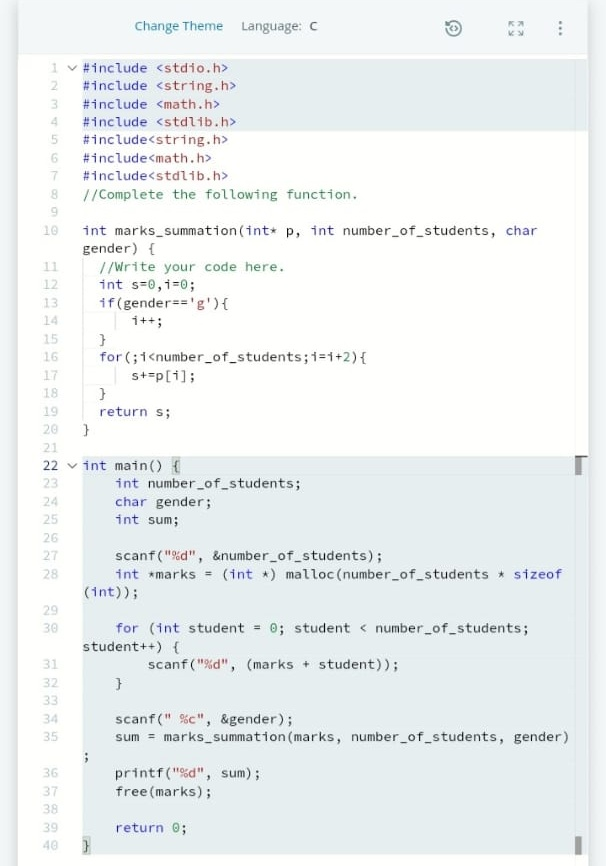 Change Theme Language: C
1 #include <stdio.h>
2 #include <string.h>
3 #include <math.h>
4 #include <stdlib.h>
5 #include<string.h>
6 #include<math.h>
7 #include<stdlib.h>
8 //Complete the following function.
9
10 int marks_summation(int* p, int number_of_students, char
gender) {
11   //Write your code here.
12   int s=0,i=0;
13   if(gender=='g'){
14       i++;
15   }
16   for(;i<number_of_students;i=i+2){
17       s+=p[i];
18   }
19   return s;
20 }
21
22 int main() {
23     int number_of_students;
24     char gender;
25     int sum;
26
27     scanf("%d", &number_of_students);
28     int *marks = (int *) malloc(number_of_students * sizeof
(int));
29
30     for (int student = 0; student < number_of_students;
student++) {
31         scanf("%d", (marks + student));
32     }
33
34     scanf(" %c", &gender);
35     sum = marks_summation(marks, number_of_students, gender)
;
36     printf("%d", sum);
37     free(marks);
38
39     return 0;
40 }